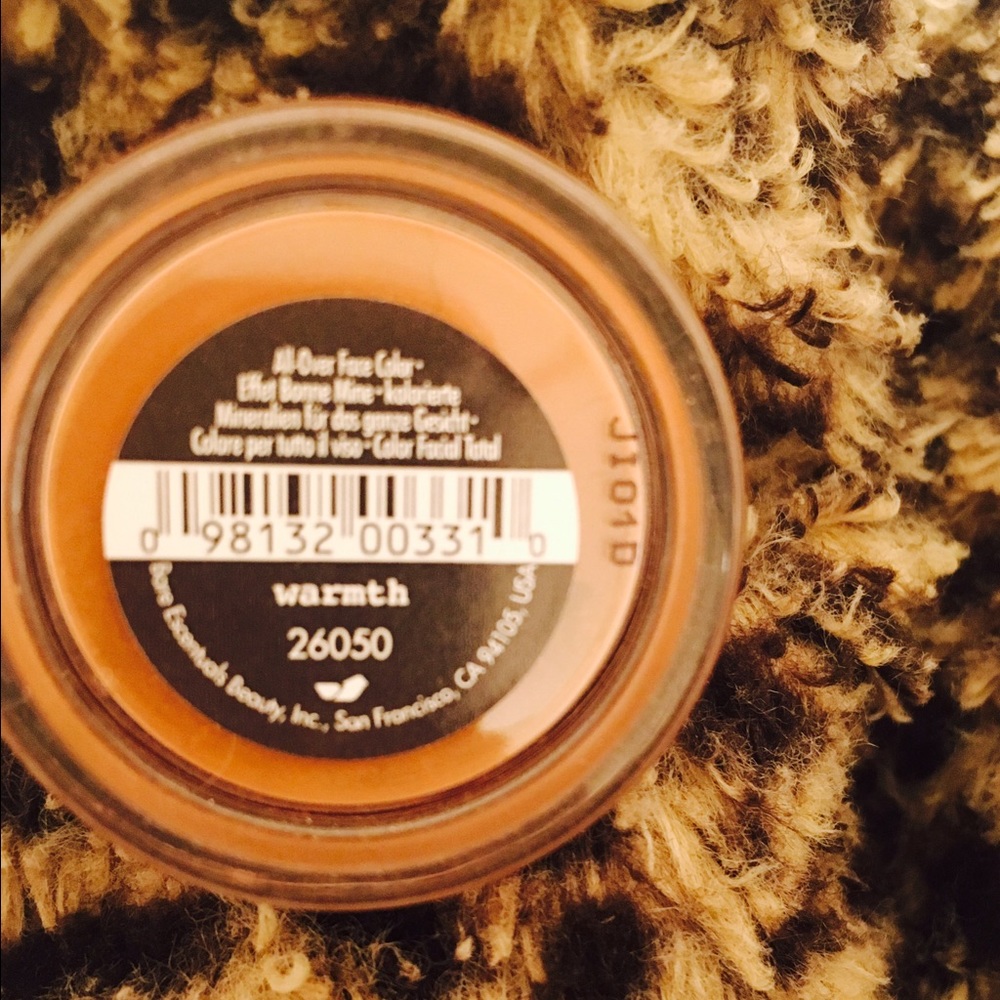 All-Over Face Color •
Effet Bonne Mine • kolorierte
Mineralien für das ganze Gesicht •
Colore per tutto il viso • Color Facial Total
0 98132 00331 0
warmth
26050
Bare Escentuals Beauty, Inc., San Francisco, CA 94105, USA
J101D